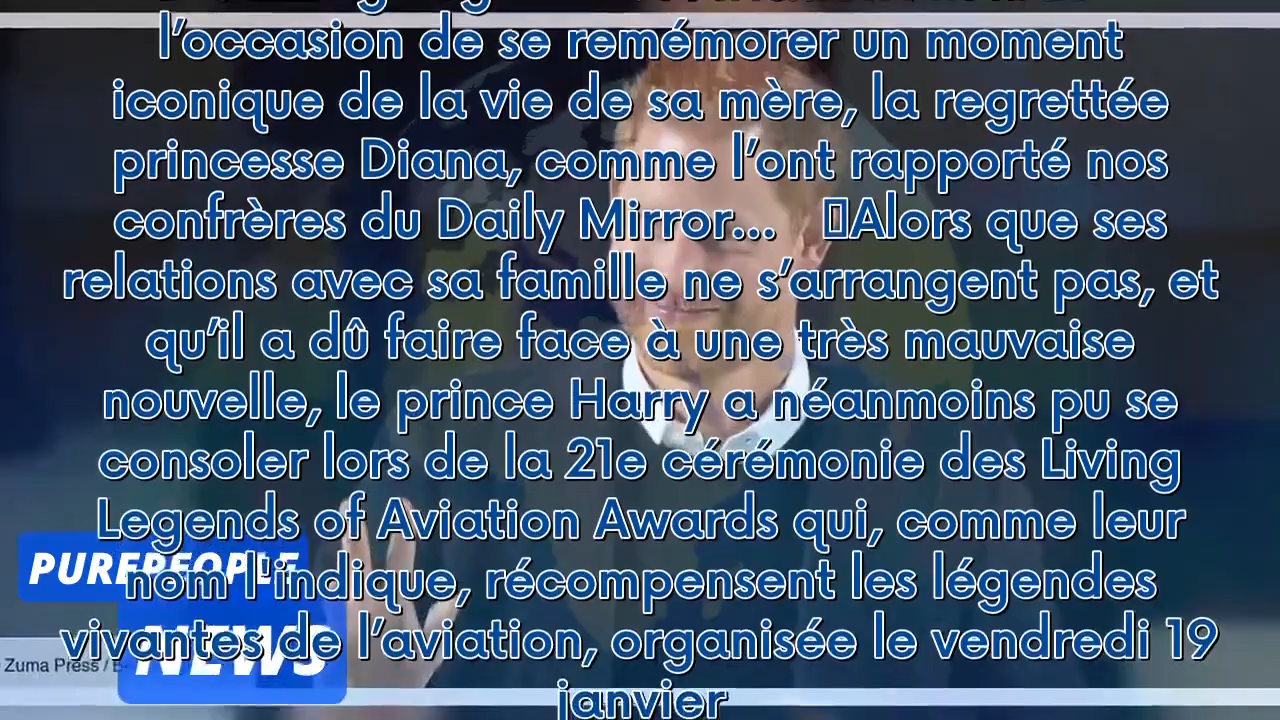 l’occasion de se remémorer un moment
iconique de la vie de sa mère, la regrettée
princesse Diana, comme l’ont rapporté nos
confrères du Daily Mirror... Alors que ses
relations avec sa famille ne s’arrangent pas, et
qu’il a dû faire face à une très mauvaise
nouvelle, le prince Harry a néanmoins pu se
consoler lors de la 21e cérémonie des Living
Legends of Aviation Awards qui, comme leur
nom l'indique, récompensent les légendes
vivantes de l’aviation, organisée le vendredi 19
janvier
PUREPEOPLE
NEWS
Zuma Press /